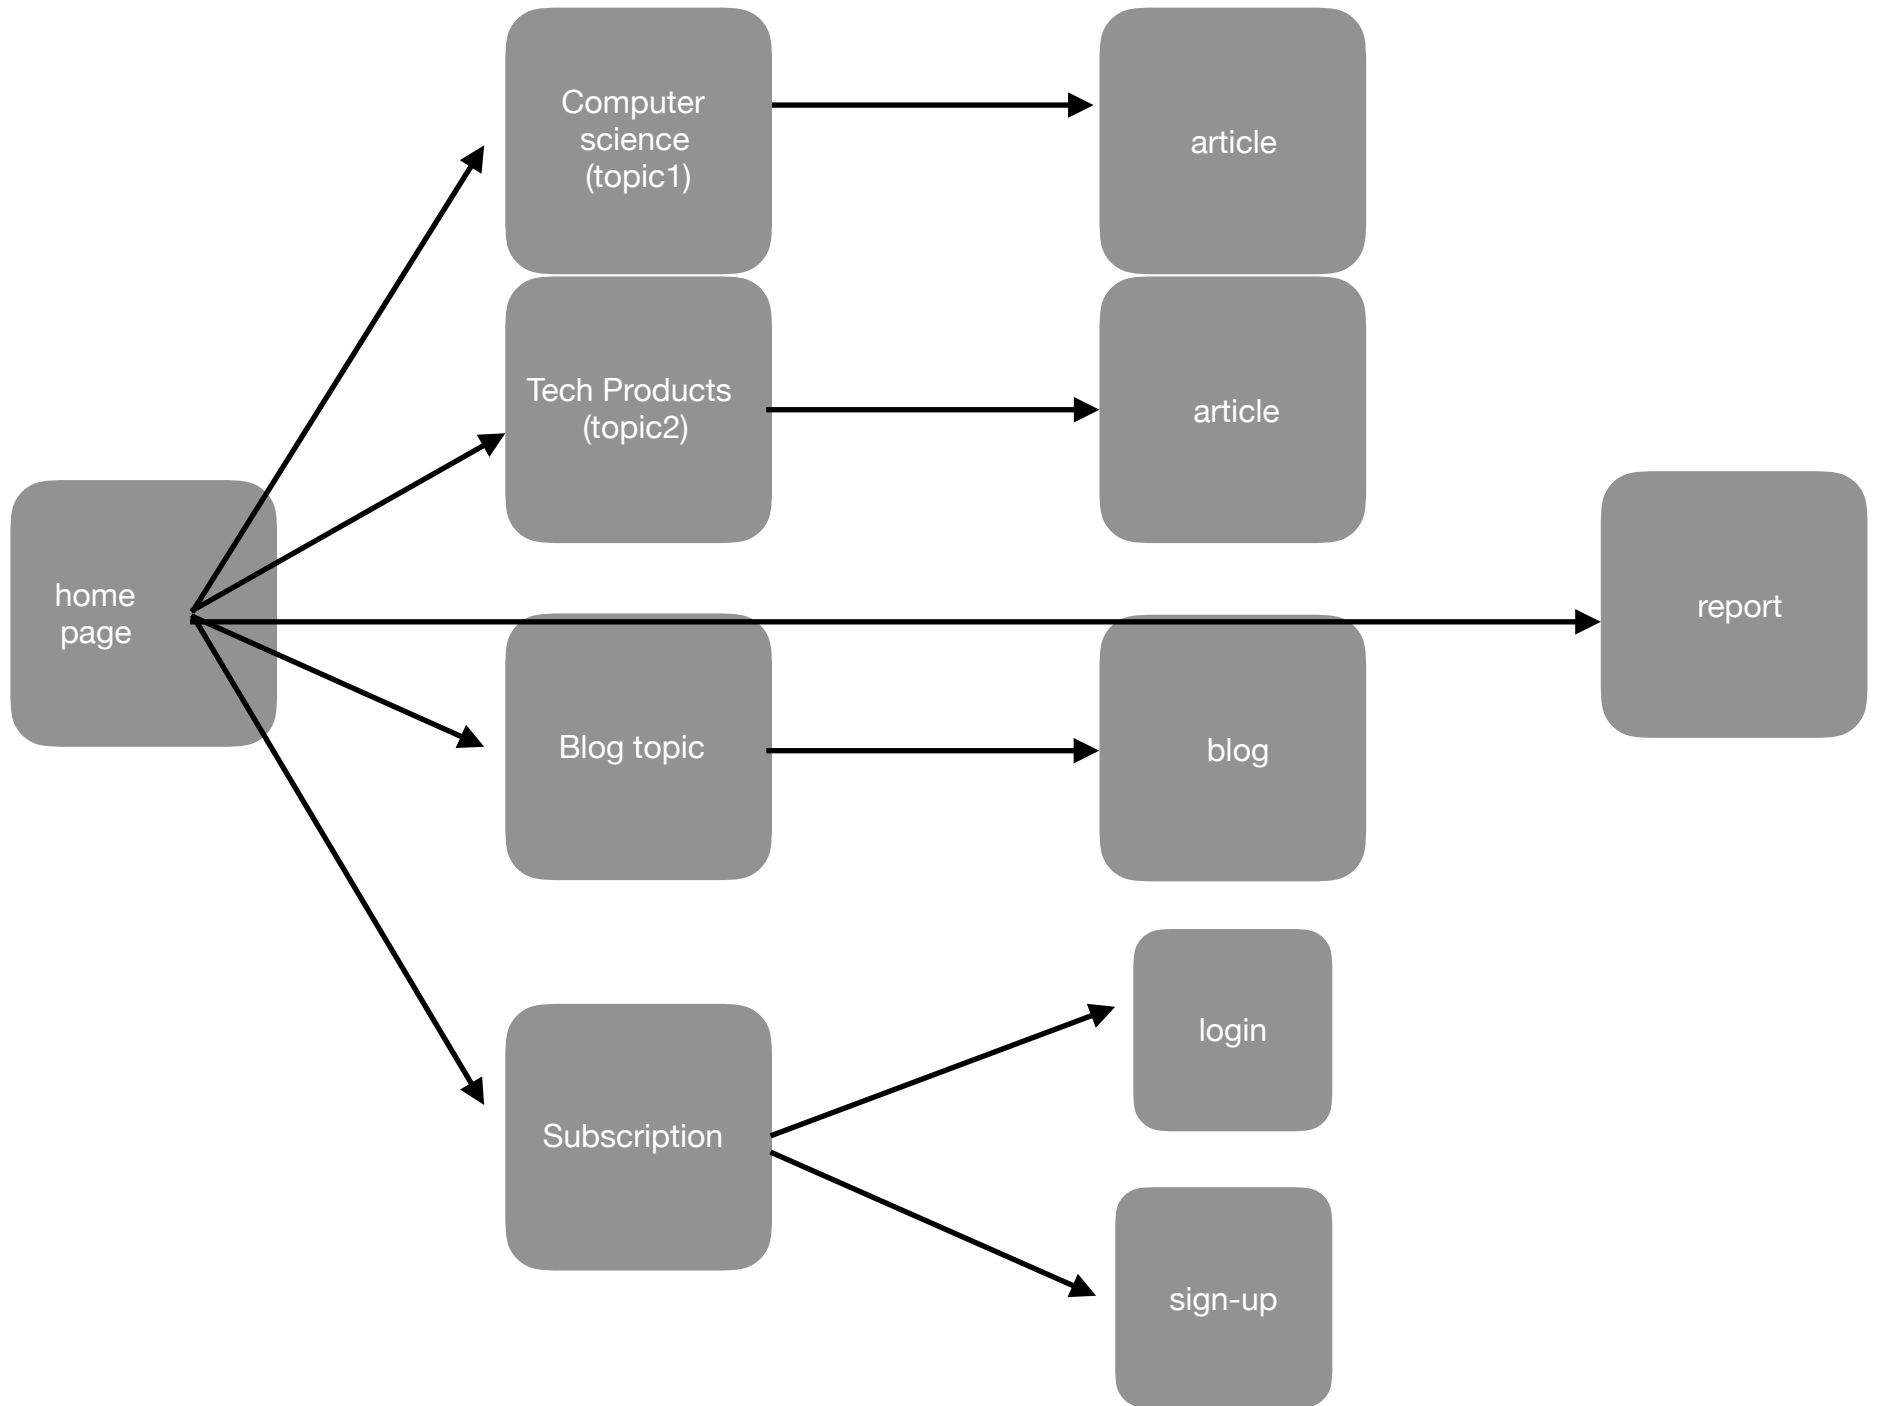 home
page
Computer
science
(topic1)
article
Tech Products
(topic2)
article
report
Blog topic
blog
Subscription
login
sign-up